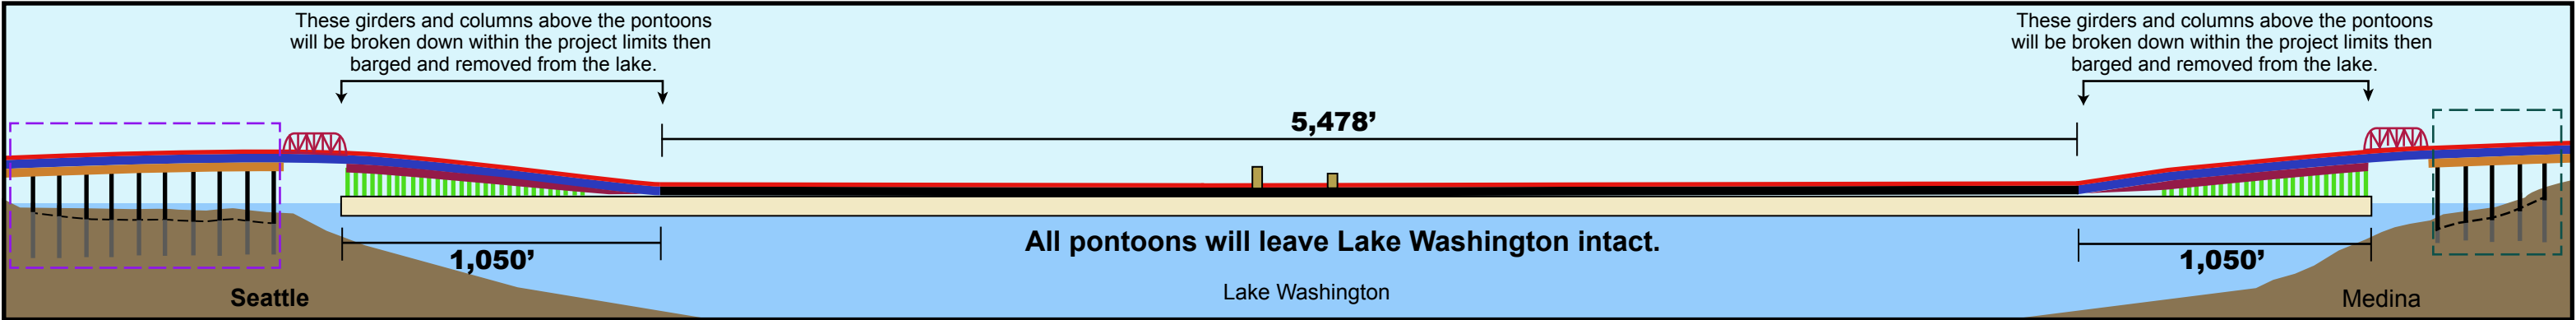 These girders and columns above the pontoons
will be broken down within the project limits then
barged and removed from the lake.
These girders and columns above the pontoons
will be broken down within the project limits then
barged and removed from the lake.
5,478’
All pontoons will leave Lake Washington intact.
1,050’
1,050’
Seattle
Lake Washington
Medina